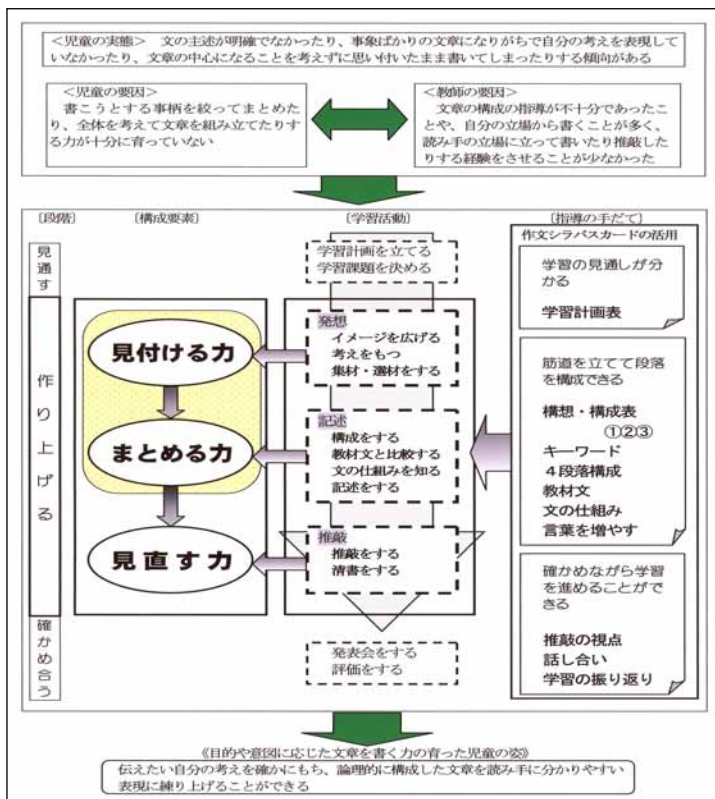 <児童の実態> 文の主述が明確でなかったり、事象ばかりの文章になりがちで自分の考えを表現して
いなかったり、文章の中心になることを考えずに思い付いたまま書いてしまったりする傾向がある
<児童の要因>
書こうとする事柄を絞ってまとめ
たり、全体を考えて文章を組み立てたりす
る力が十分に育っていない
<教師の要因>
文章の構成の指導が不十分であったこ
とや、自分の立場から書くことが多く、
読み手の立場に立って書いたり推敲した
りする経験をさせることが少なかった
〔段階〕 〔構成要素〕 〔学習活動〕 〔指導の手だて〕
見通す
学習計画を立てる
学習課題を決める
作り上げる
見付ける力
まとめる力
見直す力
発想
イメージを広げる
考えをもつ
集材・選材をする
記述
構成をする
教材文と比較する
文の仕組みを知る
記述をする
推敲
推敲をする
清書をする
確かめ合う
発表会をする
評価をする
作文シラバスカードの活用
学習の見通しが分
かる
学習計画表
筋道を立てて段落
を構成できる
構想・構成表
①②③
キーワード
4段落構成
教材文
文の仕組み
言葉を増やす
確かめながら学習
を進めることがで
きる
推敲の視点
話し合い
学習の振り返り
《目的や意図に応じた文章を書く力の育った児童の姿》
伝えたい自分の考えを確かにもち、論理的に構成した文章を読み手に分かりやすい
表現に練り上げることができる